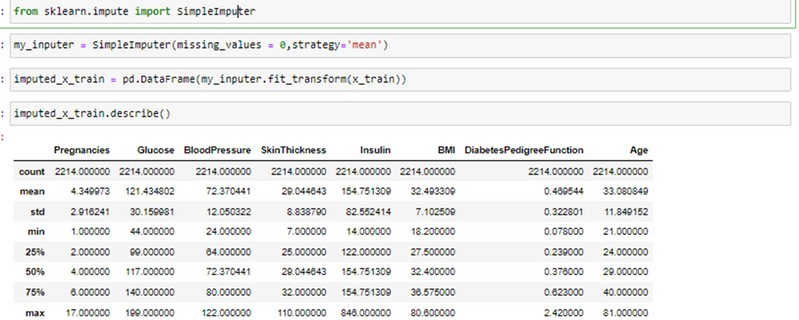 : from sklearn.impute import SimpleImputer
: my_inputer = SimpleImputer(missing_values = 0,strategy='mean')
: imputed_x_train = pd.DataFrame(my_inputer.fit_transform(x_train))
: imputed_x_train.describe()
:
Pregnancies Glucose BloodPressure SkinThickness Insulin BMI DiabetesPedigreeFunction Age
count 2214.000000 2214.000000 2214.000000 2214.000000 2214.000000 2214.000000 2214.000000 2214.000000
mean 4.349973 121.434802 72.370441 29.044643 154.751309 32.493309 0.469544 33.080849
std 2.916241 30.159981 12.050322 8.838790 82.552414 7.102509 0.322801 11.849152
min 1.000000 44.000000 24.000000 7.000000 14.000000 18.200000 0.078000 21.000000
25% 2.000000 99.000000 64.000000 25.000000 122.000000 27.500000 0.239000 24.000000
50% 4.000000 117.000000 72.370441 29.044643 154.751309 32.400000 0.376000 29.000000
75% 6.000000 140.000000 80.000000 32.000000 154.751309 36.575000 0.623000 40.000000
max 17.000000 199.000000 122.000000 110.000000 846.000000 80.600000 2.420000 81.000000